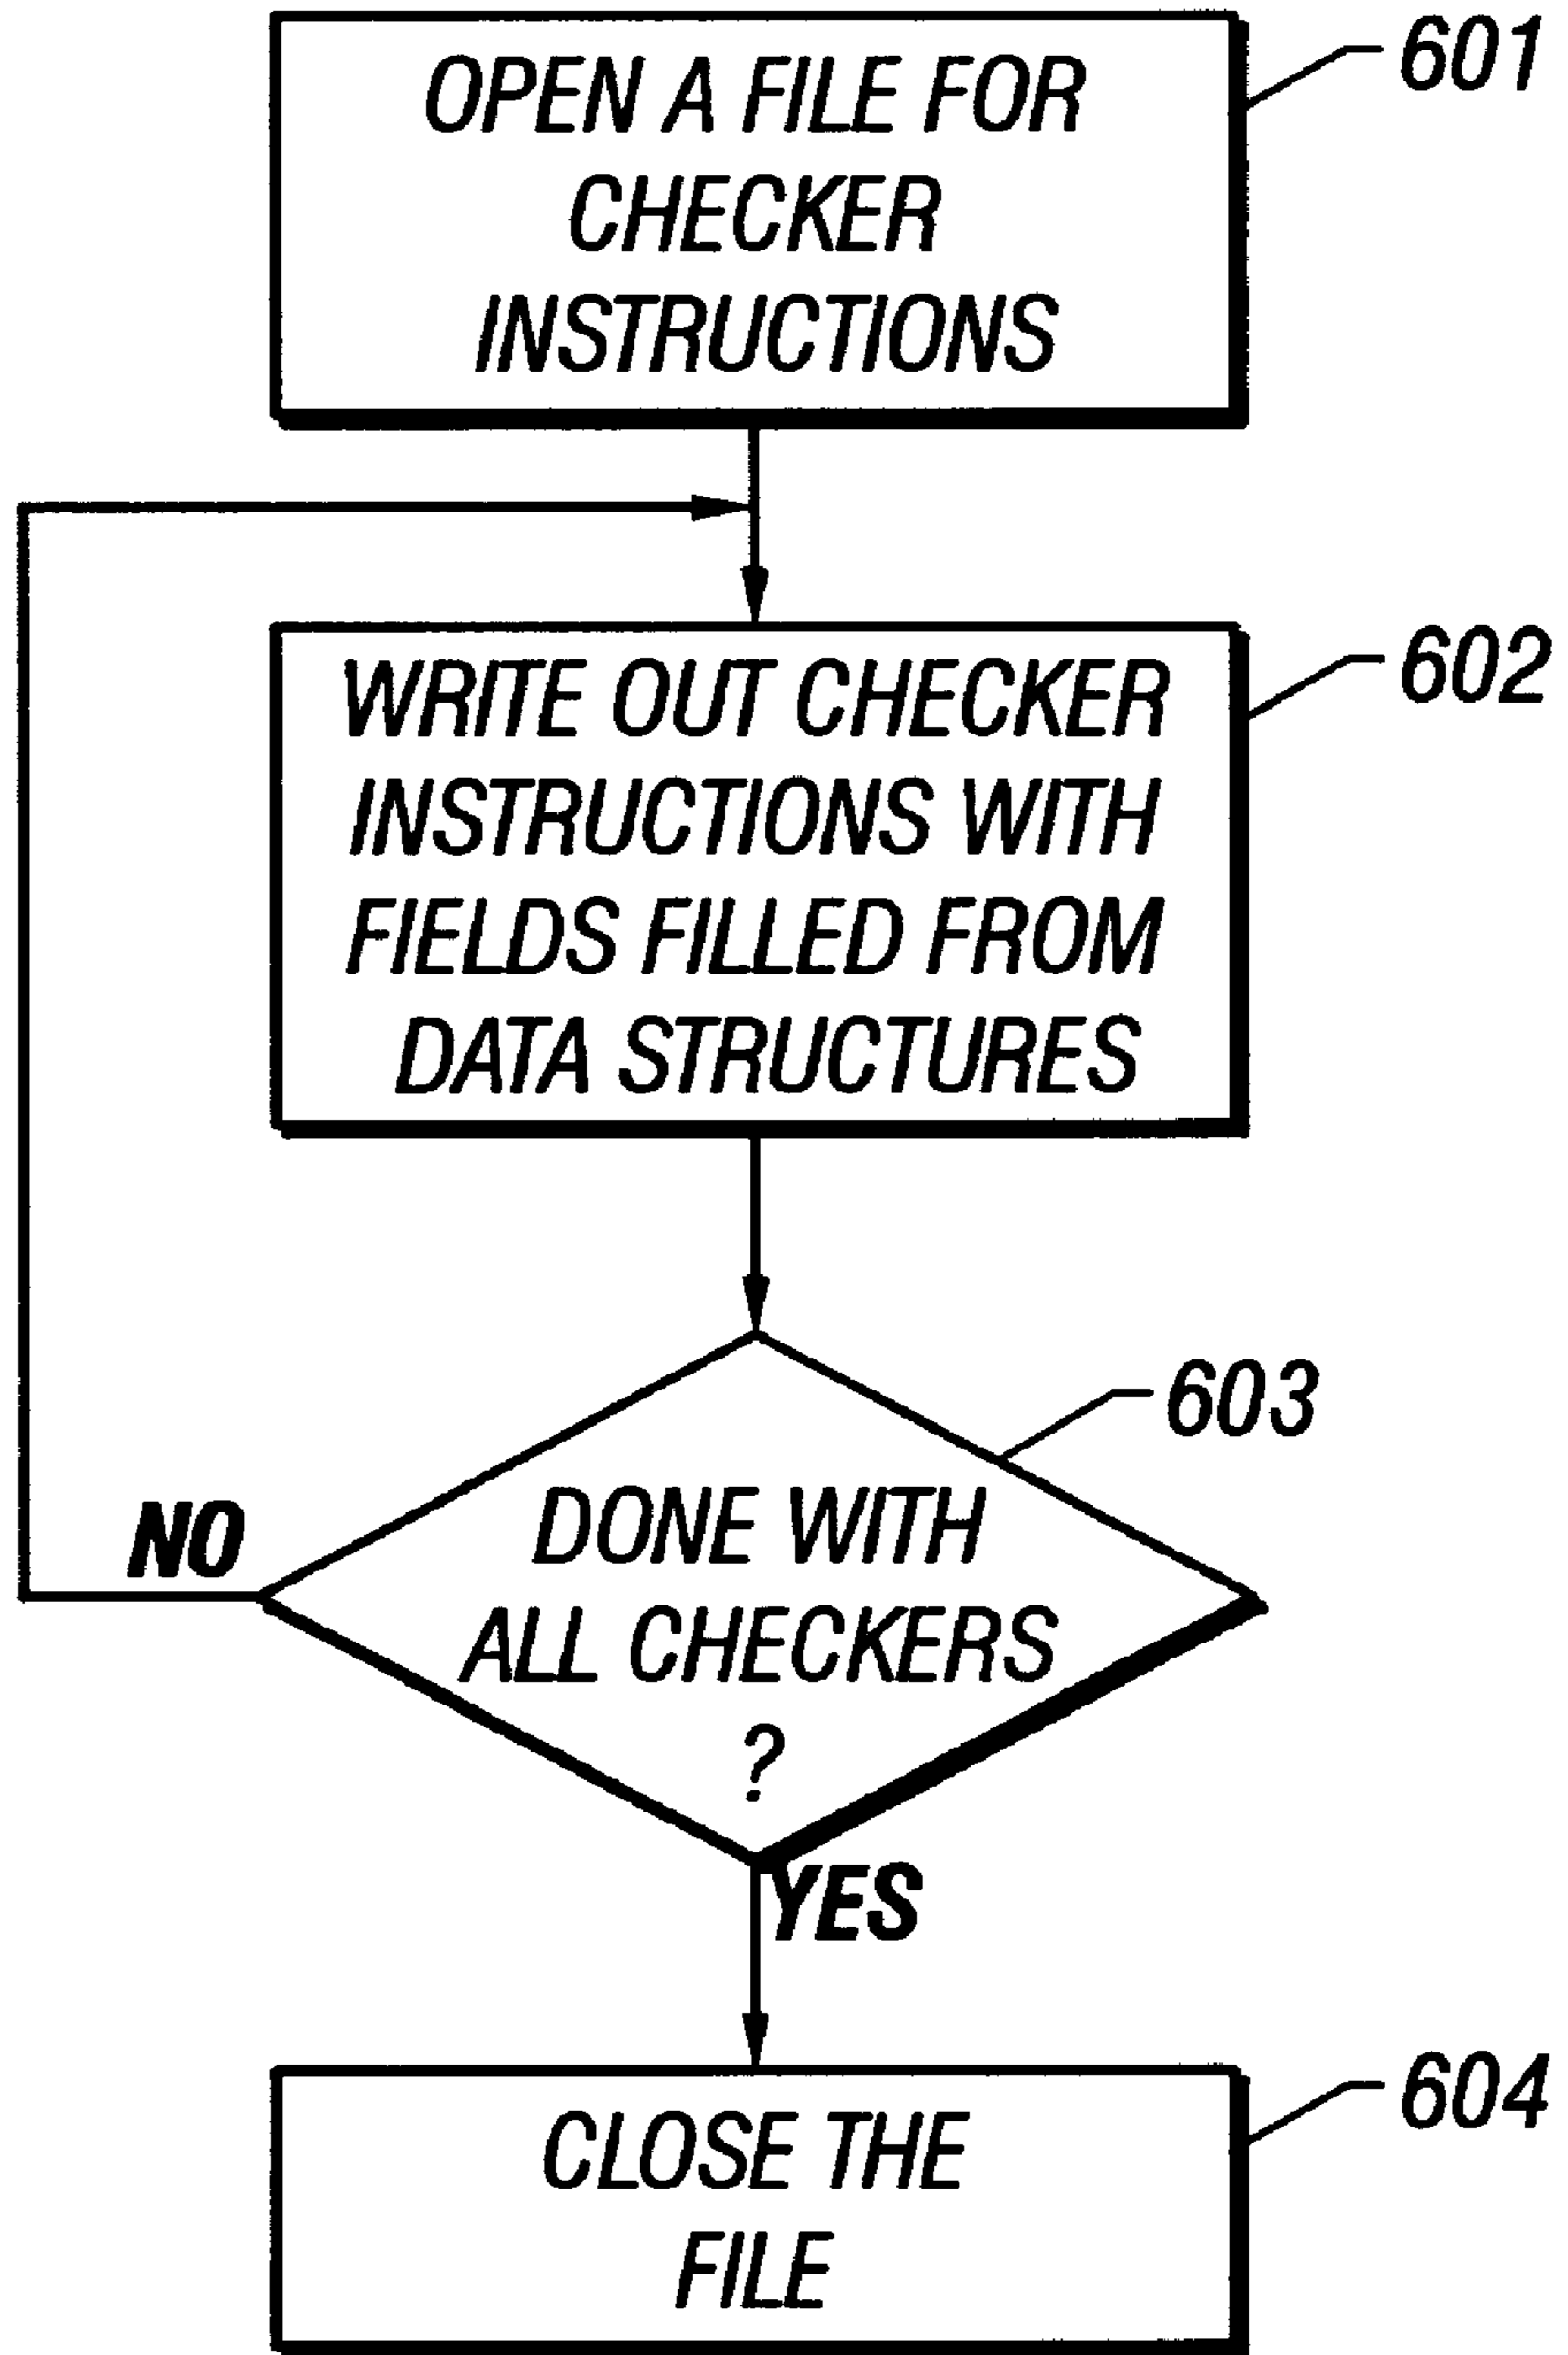 OPEN A FILE FOR
CHECKER
INSTRUCTIONS
601
WRITE OUT CHECKER
INSTRUCTIONS WITH
FIELDS FILLED FROM
DATA STRUCTURES
602
603
DONE WITH
ALL CHECKERS
?
NO
YES
CLOSE THE
FILE
604